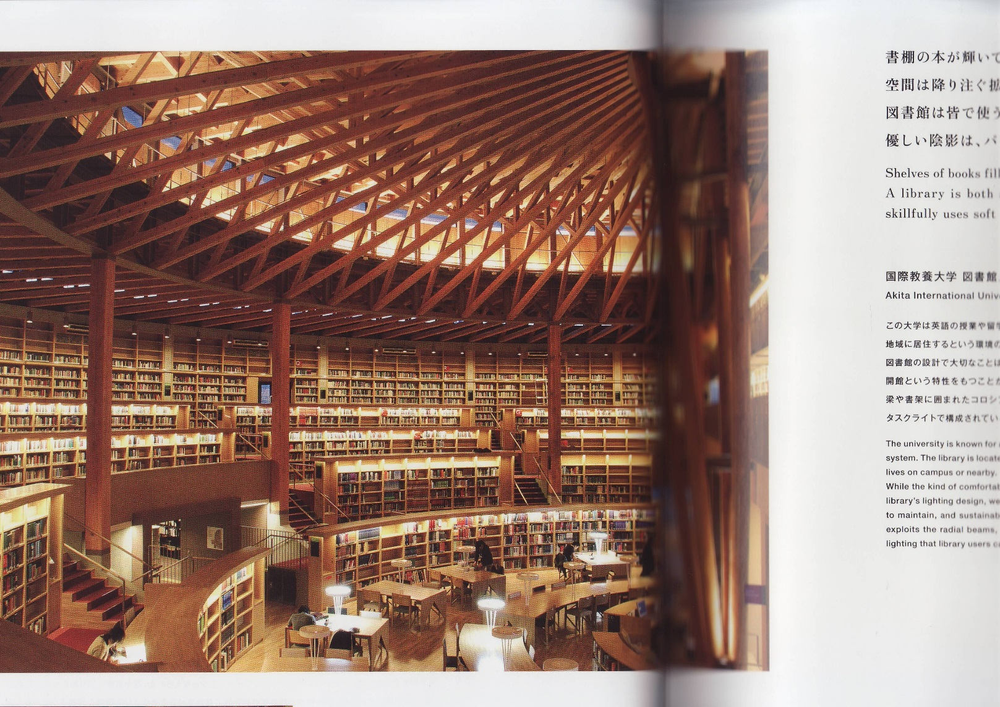 書棚の本が輝いて
空間は降り注ぐ拡
図書館は皆で使う
優しい陰影は、パ
Shelves of books fill
A library is both
skillfully uses soft
国際教養大学 図書館
Akita International Unive
この大学は英語の授業や留学
地域に居住するという環境の
図書館の設計で大切なことは
開館という特性をもつことが
梁や書架に囲まれたコロシ
タスクライトで構成されてい
The university is known for
system. The library is locate
lives on campus or nearby.
While the kind of comfortab
library's lighting design, we
to maintain, and sustainab
exploits the radial beams,
lighting that library users ca